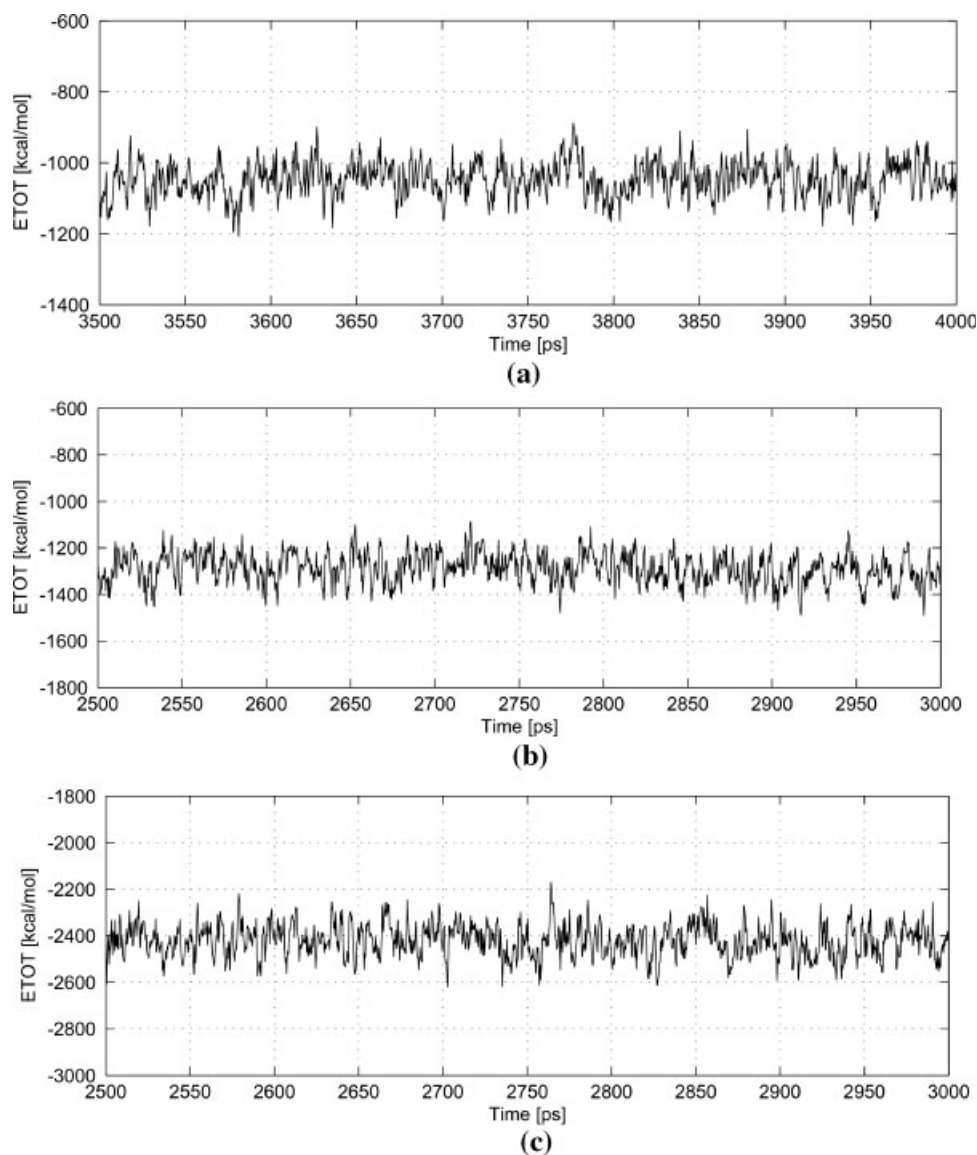 -600
-800
-1000
-1200
-1400
ETOT [kcal/mol]
3500 3550 3600 3650 3700 3750 3800 3850 3900 3950 4000
Time [ps]
(a)
-600
-800
-1000
-1200
-1400
-1600
-1800
ETOT [kcal/mol]
2500 2550 2600 2650 2700 2750 2800 2850 2900 2950 3000
Time [ps]
(b)
-1800
-2000
-2200
-2400
-2600
-2800
-3000
ETOT [kcal/mol]
2500 2550 2600 2650 2700 2750 2800 2850 2900 2950 3000
Time [ps]
(c)